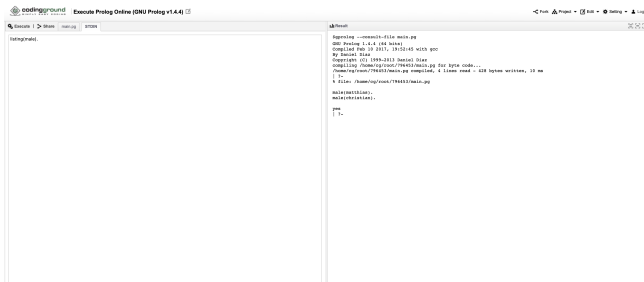 codingground Execute Prolog Online (GNU Prolog v1.4.4) Fork Project Edit Setting
Execute | Share main.pg STDIN
Result
listing(male).
$gprolog --consult-file main.pg
GNU Prolog 1.4.4 (64 bits)
Compiled Feb 10 2017, 19:52:45 with gcc
By Daniel Diaz
Copyright (C) 1999-2013 Daniel Diaz
compiling /home/cg/root/796453/main.pg for byte code...
/home/cg/root/796453/main.pg compiled, 4 lines read - 428 bytes written, 10 ms
| ?-
% file: /home/cg/root/796453/main.pg
male(matthias).
male(christian).
yes
| ?-